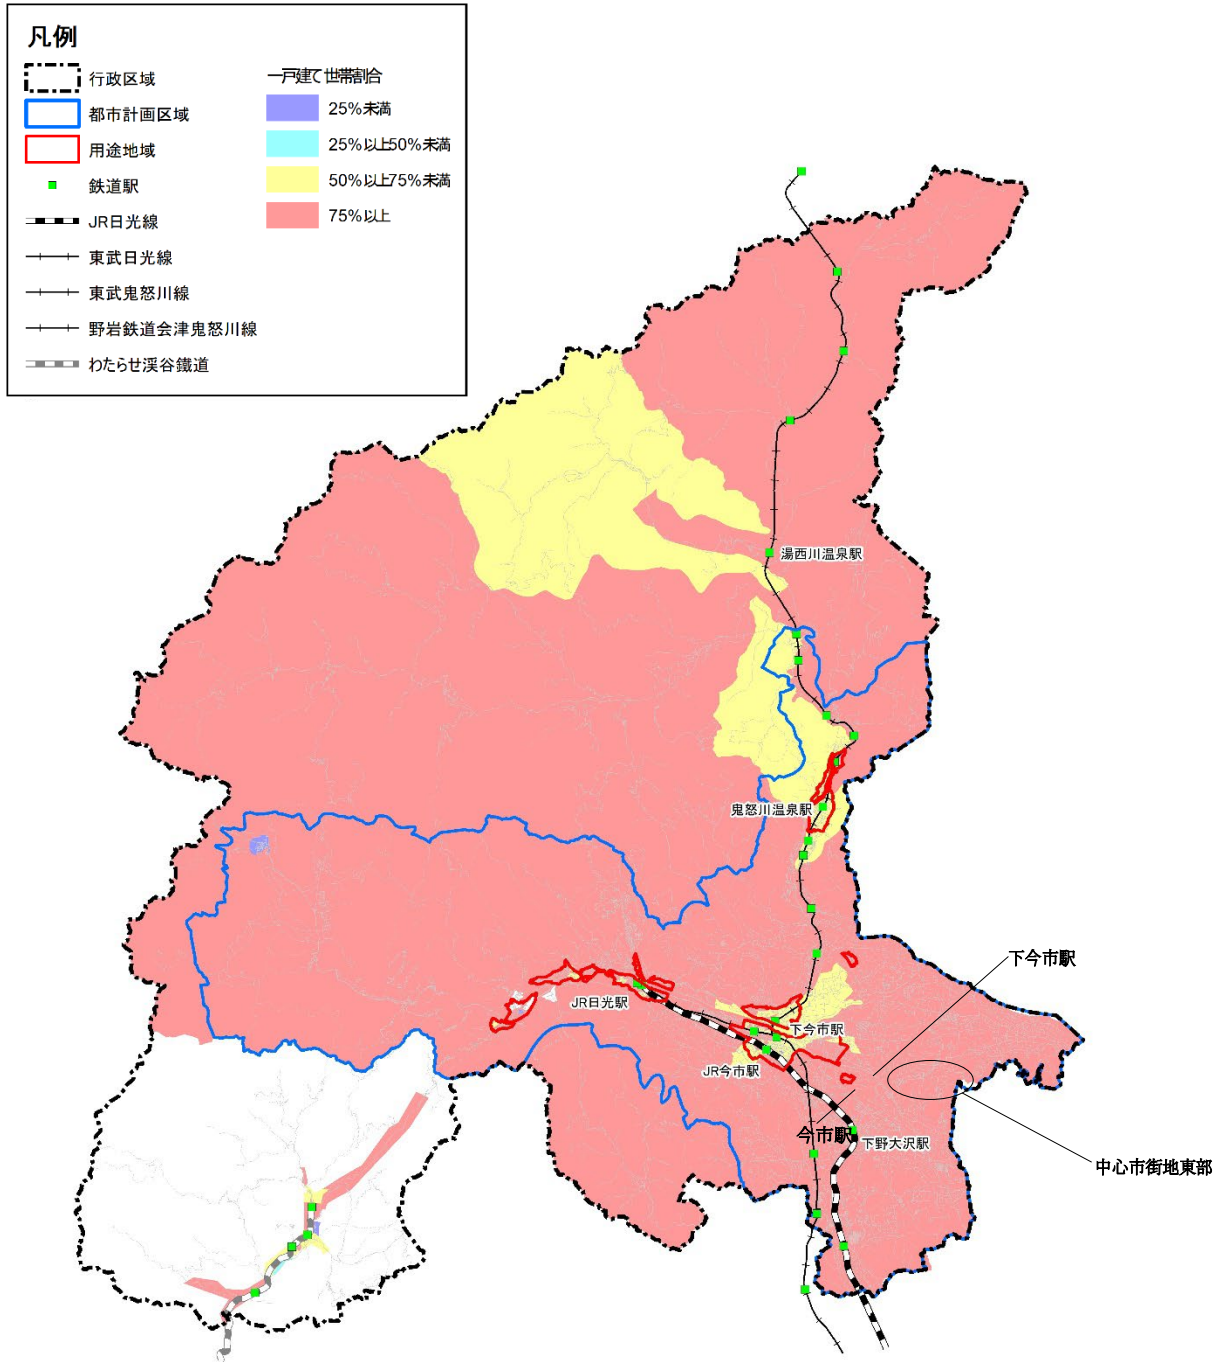 凡例
行政区域
都市計画区域
用途地域
鉄道駅
JR日光線
東武日光線
東武鬼怒川線
野岩鉄道会津鬼怒川線
わたらせ渓谷鐵道
一戸建て世帯割合
25%未満
25%以上50%未満
50%以上75%未満
75%以上
湯西川温泉駅
鬼怒川温泉駅
下今市駅
JR日光駅
下今市駅
JR今市駅
今市駅
下野大沢駅
中心市街地東部